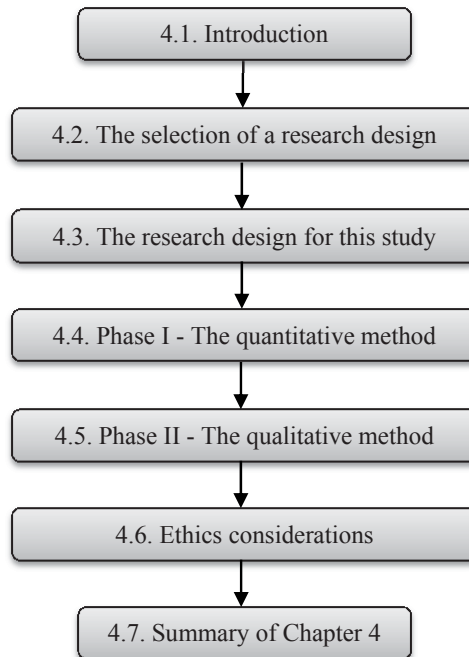 4.1. Introduction
4.2. The selection of a research design
4.3. The research design for this study
4.4. Phase I - The quantitative method
4.5. Phase II - The qualitative method
4.6. Ethics considerations
4.7. Summary of Chapter 4